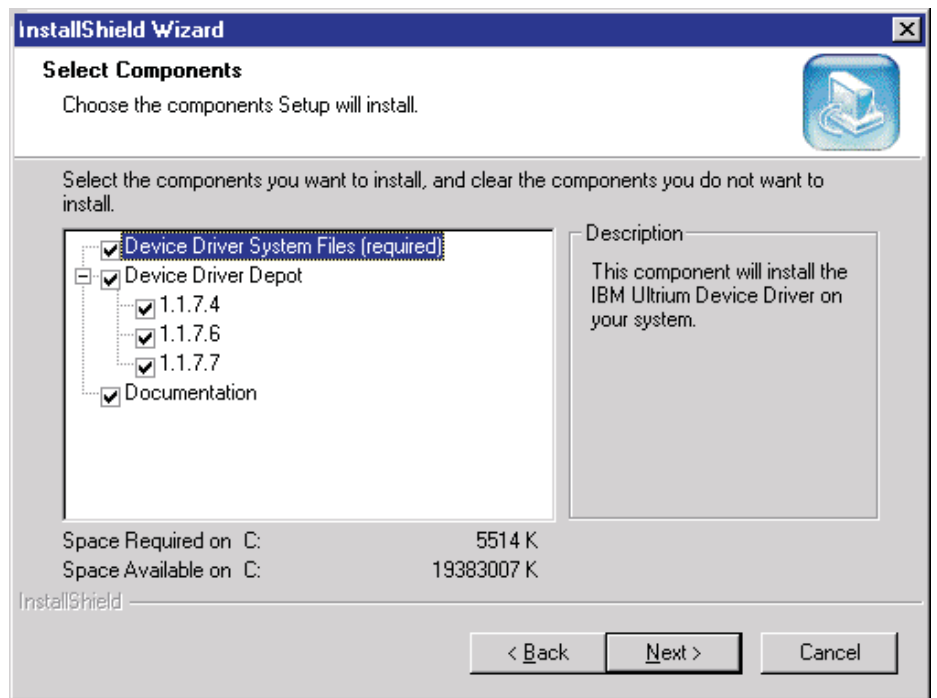 InstallShield Wizard
Select Components
Choose the components Setup will install.
Select the components you want to install, and clear the components you do not want to
install.
Device Driver System Files (required)
Device Driver Depot
1.1.7.4
1.1.7.6
1.1.7.7
Documentation
Description
This component will install the
IBM Ultrium Device Driver on
your system.
Space Required on C: 5514 K
Space Available on C: 19383007 K
InstallShield
< Back Next > Cancel